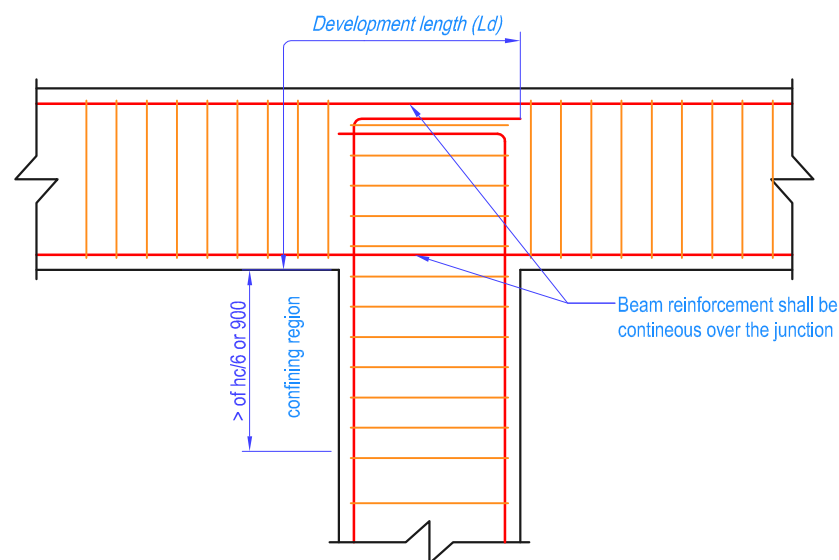 Development length (Ld)
> of hc/6 or 900
confining region
Beam reinforcement shall be
contineous over the junction